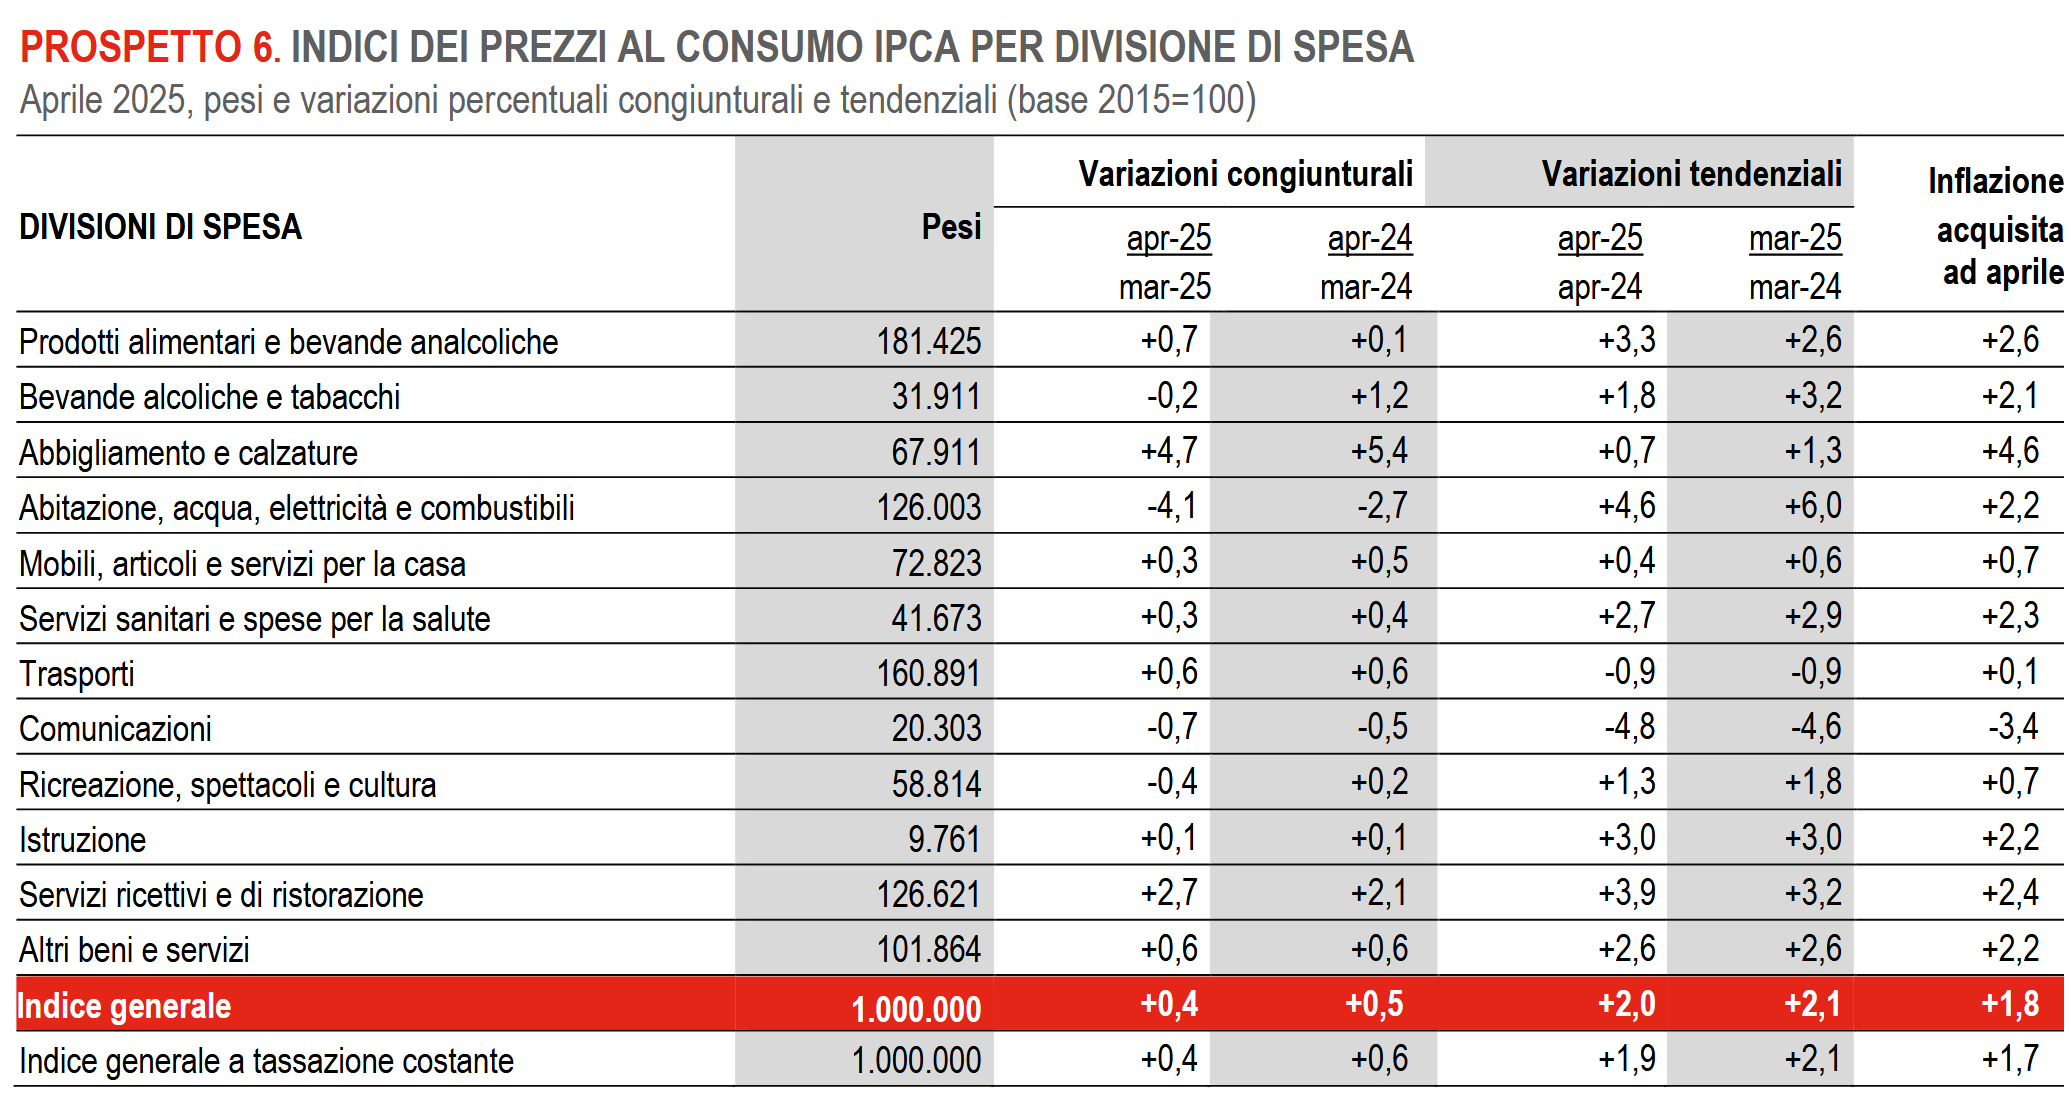 PROSPETTO 6. INDICI DEI PREZZI AL CONSUMO IPCA PER DIVISIONE DI SPESA
Aprile 2025, pesi e variazioni percentuali congiunturali e tendenziali (base 2015=100)
DIVISIONI DI SPESA Pesi Variazioni congiunturali Variazioni tendenziali Inflazione acquisita ad aprile
apr-25 apr-24 apr-25 mar-25
mar-25 mar-24 apr-24 mar-24
Prodotti alimentari e bevande analcoliche 181.425 +0,7 +0,1 +3,3 +2,6 +2,6
Bevande alcoliche e tabacchi 31.911 -0,2 +1,2 +1,8 +3,2 +2,1
Abbigliamento e calzature 67.911 +4,7 +5,4 +0,7 +1,3 +4,6
Abitazione, acqua, elettricità e combustibili 126.003 -4,1 -2,7 +4,6 +6,0 +2,2
Mobili, articoli e servizi per la casa 72.823 +0,3 +0,5 +0,4 +0,6 +0,7
Servizi sanitari e spese per la salute 41.673 +0,3 +0,4 +2,7 +2,9 +2,3
Trasporti 160.891 +0,6 +0,6 -0,9 -0,9 +0,1
Comunicazioni 20.303 -0,7 -0,5 -4,8 -4,6 -3,4
Ricreazione, spettacoli e cultura 58.814 -0,4 +0,2 +1,3 +1,8 +0,7
Istruzione 9.761 +0,1 +0,1 +3,0 +3,0 +2,2
Servizi ricettivi e di ristorazione 126.621 +2,7 +2,1 +3,9 +3,2 +2,4
Altri beni e servizi 101.864 +0,6 +0,6 +2,6 +2,6 +2,2
Indice generale 1.000.000 +0,4 +0,5 +2,0 +2,1 +1,8
Indice generale a tassazione costante 1.000.000 +0,4 +0,6 +1,9 +2,1 +1,7